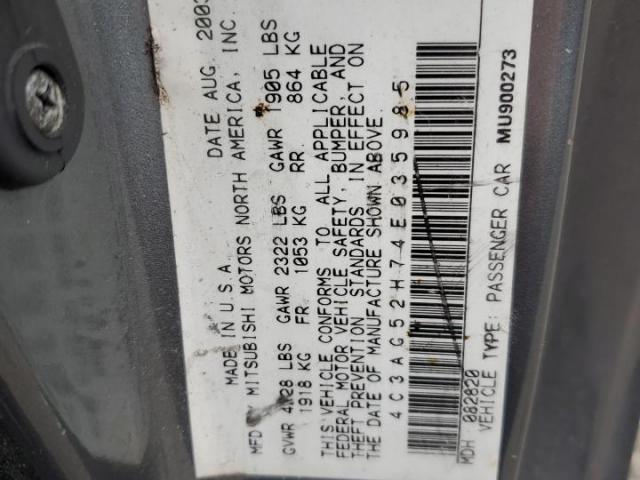 MADE IN U.S.A. DATE AUG 2003
MFD BY MITSUBISHI MOTORS NORTH AMERICA, INC.
GVWR 4228 LBS GAWR 2322 LBS GAWR 1905 LBS
1918 KG FR 1053 KG RR. 864 KG
THIS VEHICLE CONFORMS TO ALL APPLICABLE
FEDERAL MOTOR VEHICLE SAFETY, BUMPER, AND
THEFT PREVENTION STANDARDS IN EFFECT ON
THE DATE OF MANUFACTURE SHOWN ABOVE.
4C3AG52H74E035985
MDH 082820
VEHICLE TYPE: PASSENGER CAR MU900273